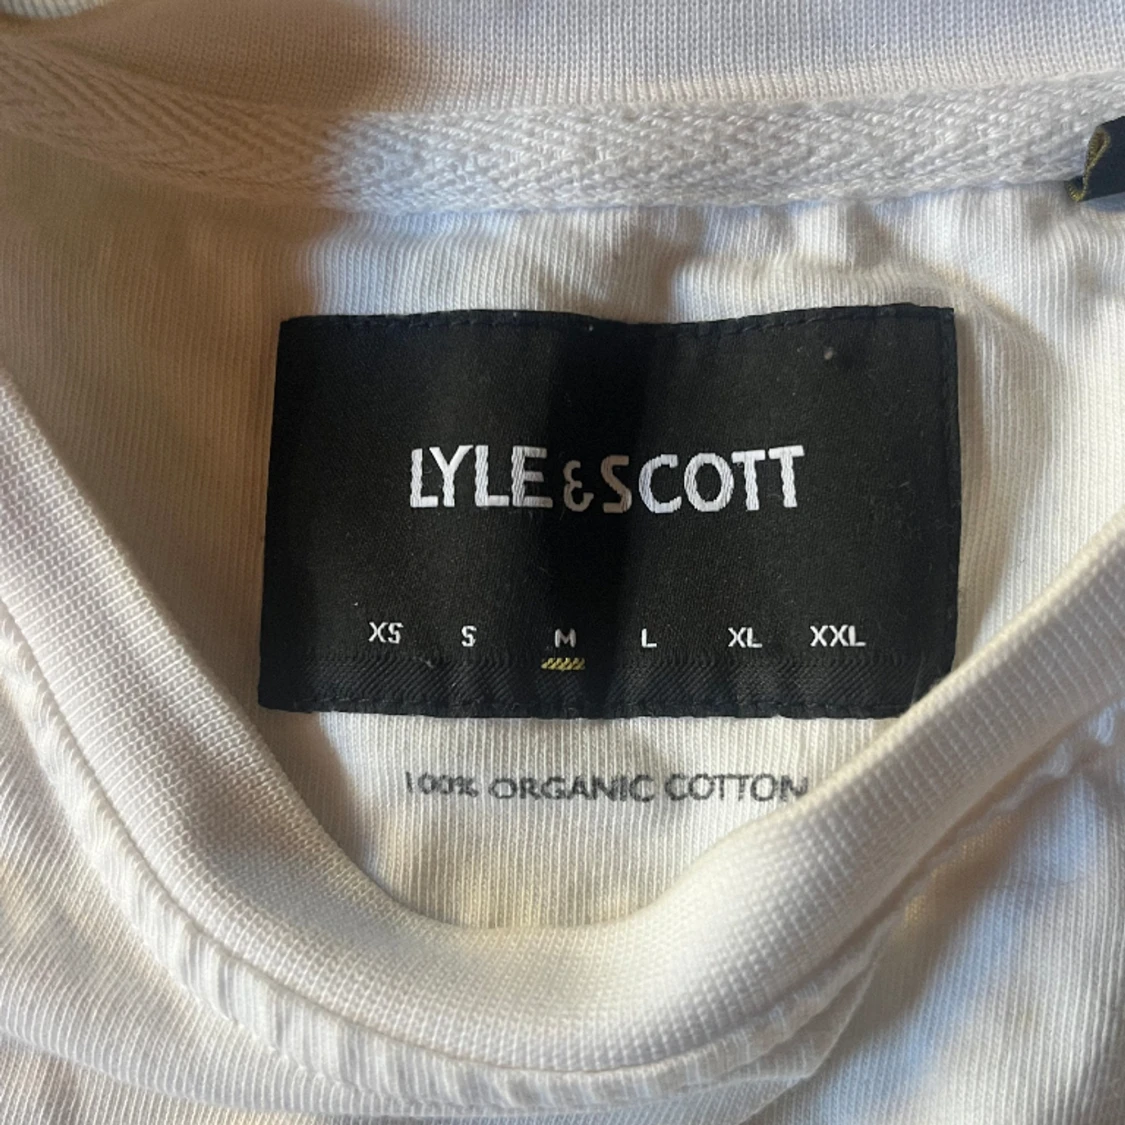 LYLE & SCOTT
XS S M L XL XXL
100% ORGANIC COTTON